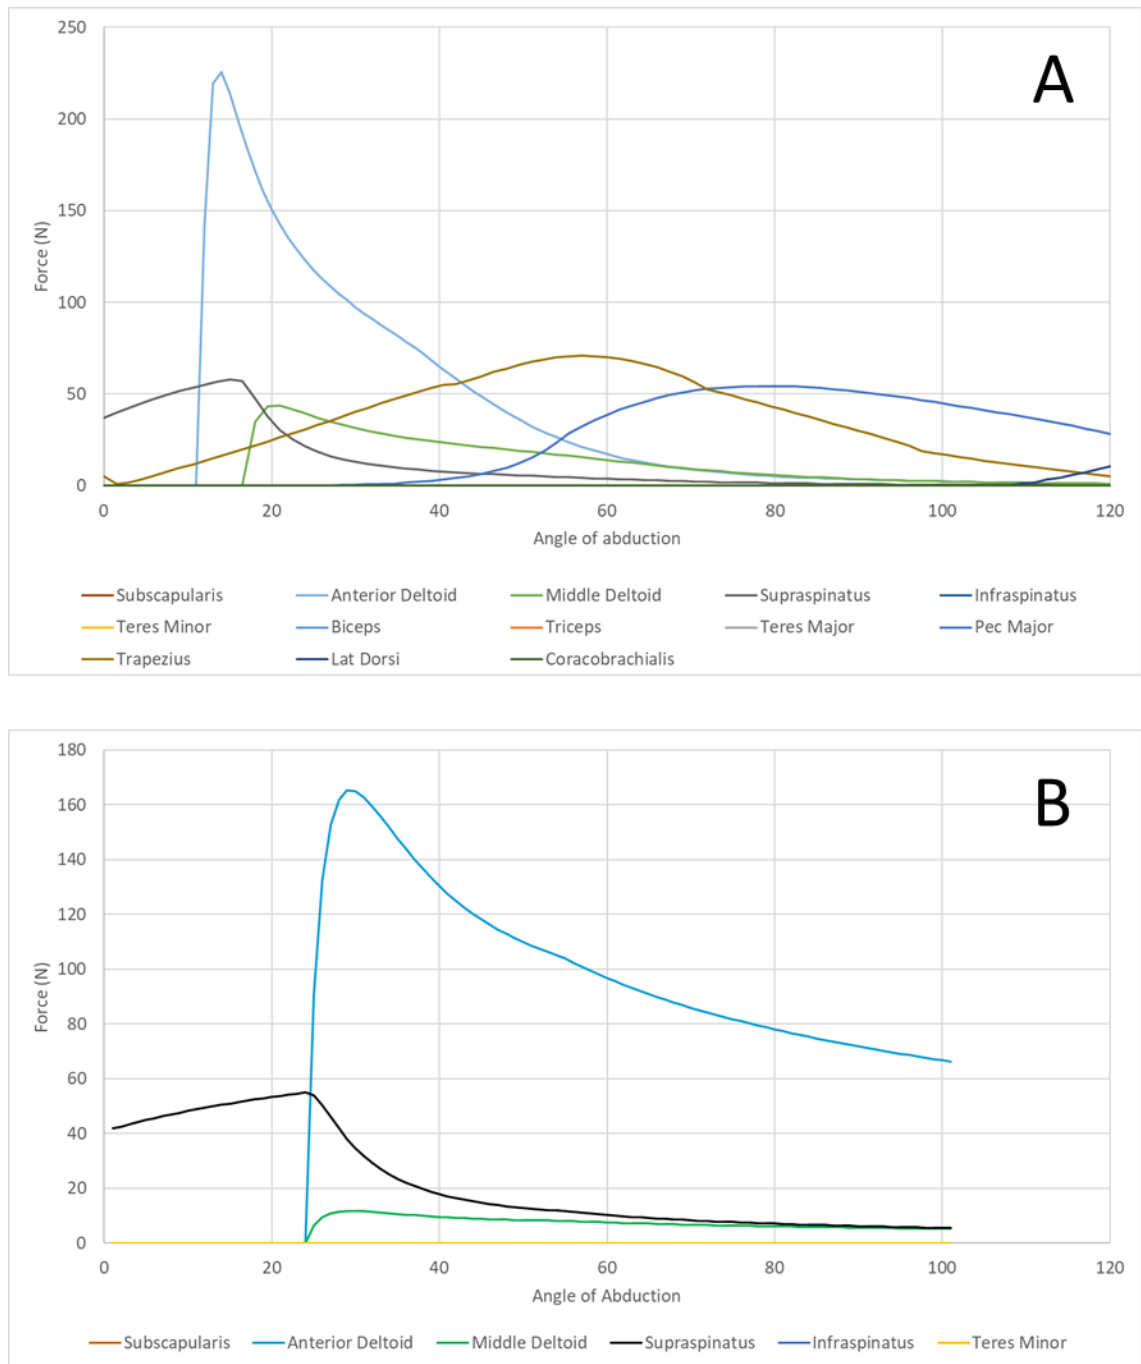 A
250
200
150
100
50
0
Force (N)
0 20 40 60 80 100 120
Angle of abduction
Subscapularis Anterior Deltoid Middle Deltoid Supraspinatus Infraspinatus
Teres Minor Biceps Triceps Teres Major Pec Major
Trapezius Lat Dorsi Coracobrachialis
B
180
160
140
120
100
80
60
40
20
0
Force (N)
0 20 40 60 80 100 120
Angle of Abduction
Subscapularis Anterior Deltoid Middle Deltoid Supraspinatus Infraspinatus Teres Minor